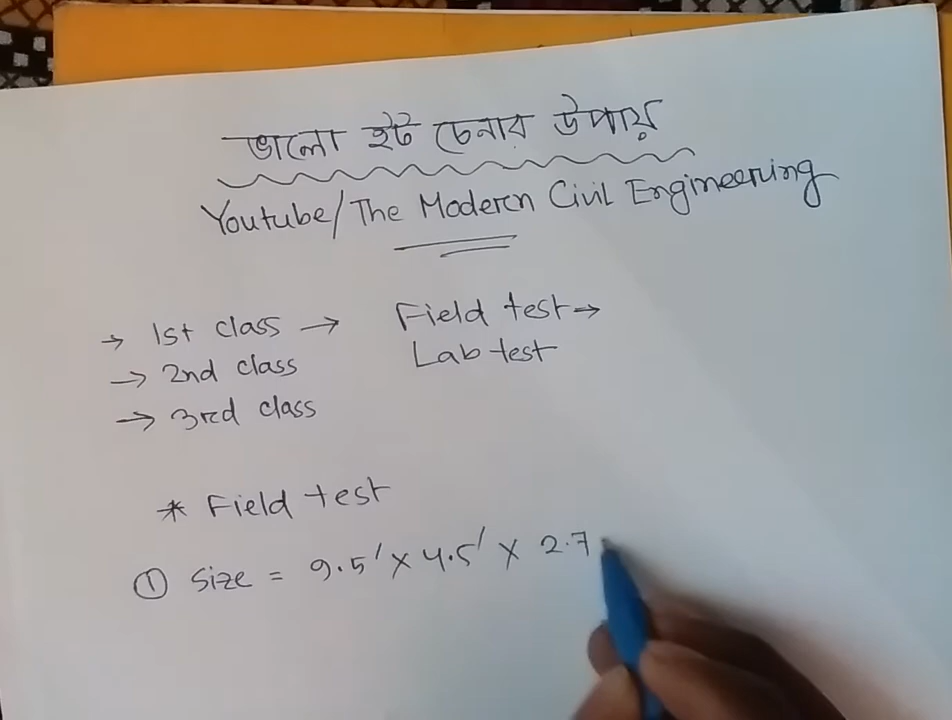 ভালো ইট চেনার উপায়
Youtube/The Modern Civil Engineering
→ 1st class → Field test →
Lab test
→ 2nd class
→ 3rd class
* Field test
① Size = 9.5' × 4.5' × 2.7